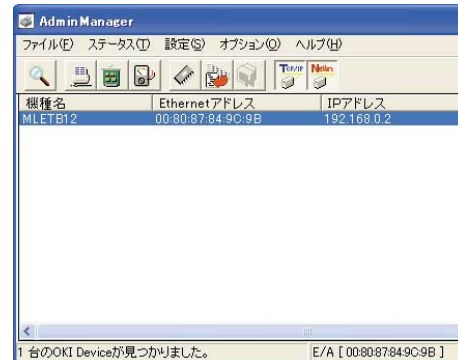 AdminManager
ファイル(F) ステータス(T) 設定(S) オプション(O) ヘルプ(H)
TCP/IP NetWare
機種名 Ethernetアドレス IPアドレス
MLETB12 00:80:87:84:9C:9B 192.168.0.2
1 台のOKI Deviceが見つかりました。 E/A [ 00:80:87:84:9C:9B ]